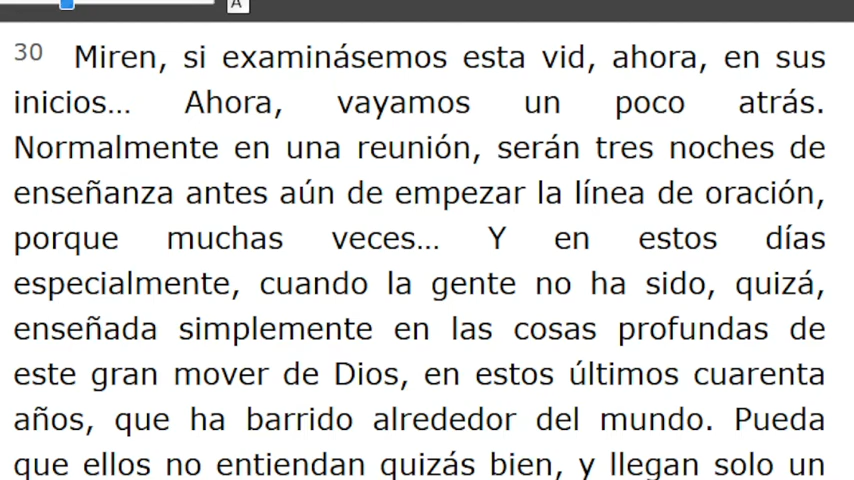 A
30 Miren, si examinásemos esta vid, ahora, en sus
inicios... Ahora, vayamos un poco atrás.
Normalmente en una reunión, serán tres noches de
enseñanza antes aún de empezar la línea de oración,
porque muchas veces... Y en estos días
especialmente, cuando la gente no ha sido, quizá,
enseñada simplemente en las cosas profundas de
este gran mover de Dios, en estos últimos cuarenta
años, que ha barrido alrededor del mundo. Pueda
que ellos no entiendan quizás bien, y llegan solo un